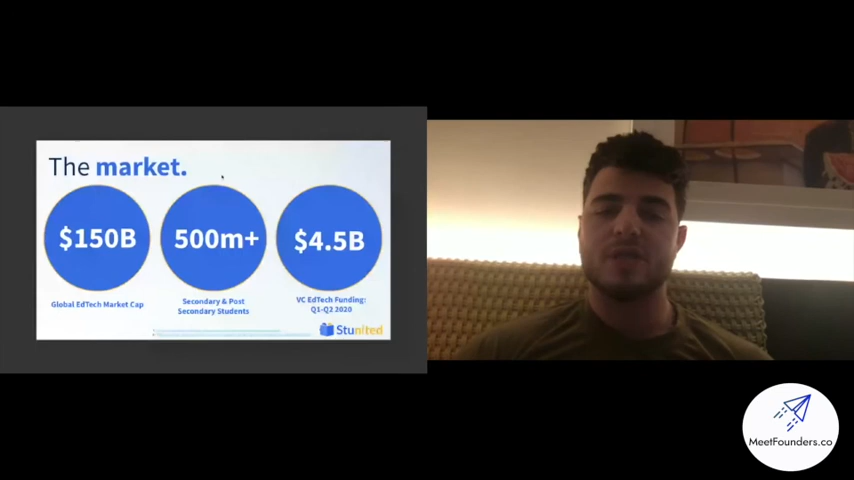 The market.
$150B
500m+
$4.5B
Global EdTech Market Cap
Secondary & Post
Secondary Students
VC EdTech Funding:
Q1-Q2 2020
Stunited
MeetFounders.co